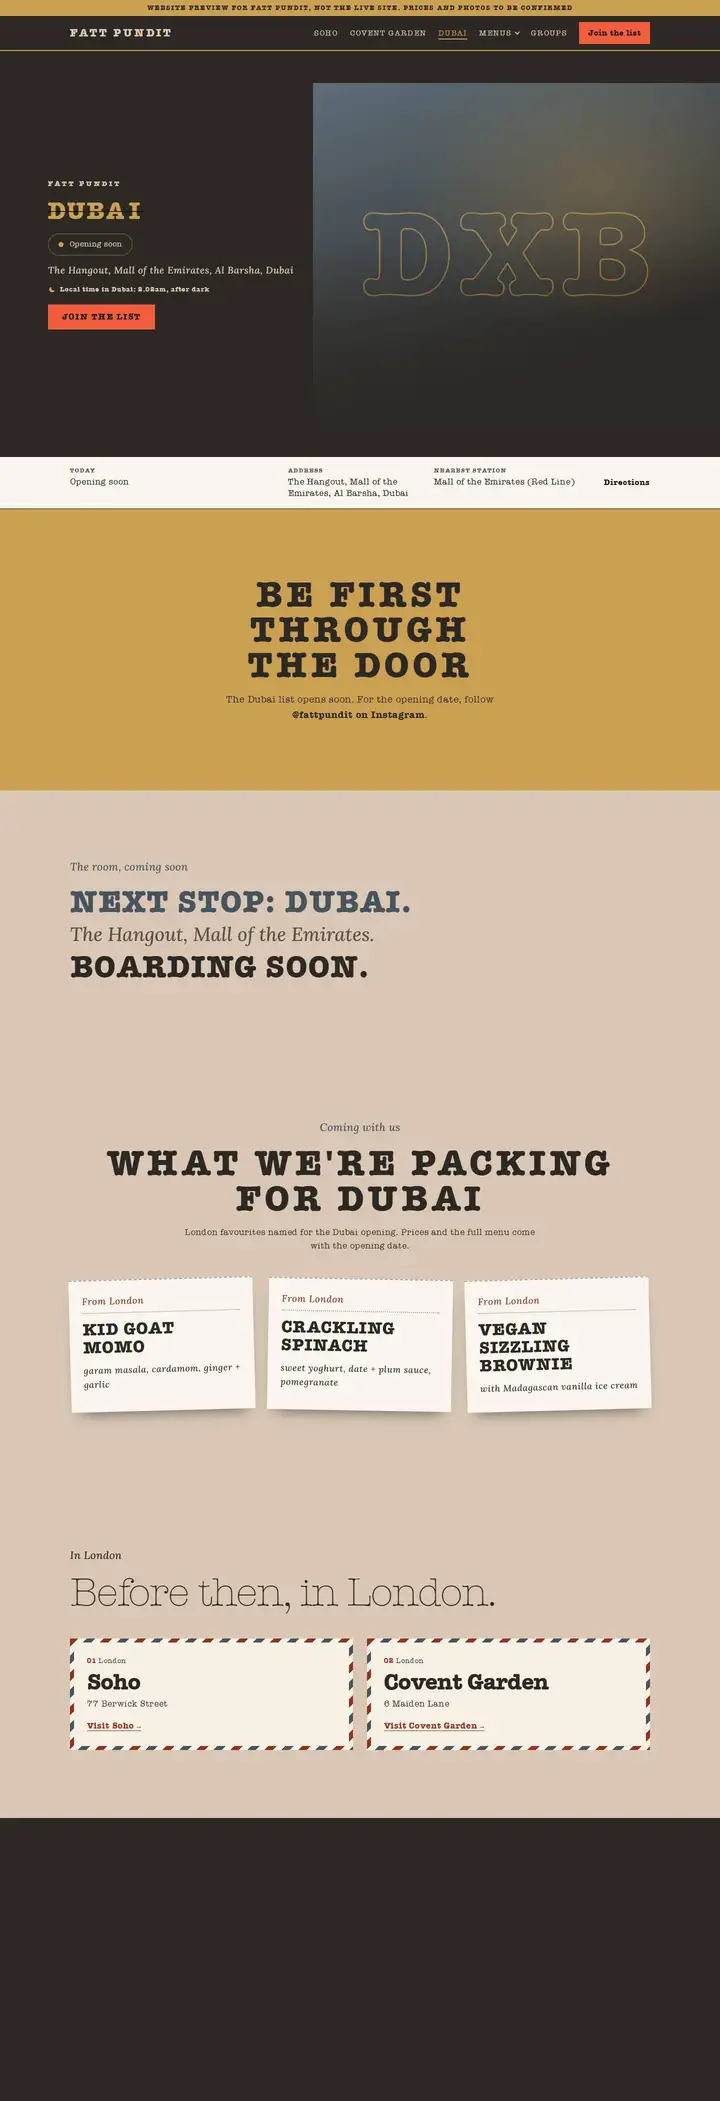 WEBSITE PREVIEW FOR FATT PUNDIT, NOT THE LIVE SITE. PRICES AND PHOTOS TO BE CONFIRMED
FATT PUNDIT
SOHO COVENT GARDEN DUBAI MENUS GROUPS Join the list
FATT PUNDIT
DUBAI
Opening soon
The Hangout, Mall of the Emirates, Al Barsha, Dubai
Local time in Dubai: 2.02am, after dark
JOIN THE LIST
DXB
TODAY
Opening soon
ADDRESS
The Hangout, Mall of the
Emirates, Al Barsha, Dubai
NEAREST STATION
Mall of the Emirates (Red Line)
Directions
BE FIRST
THROUGH
THE DOOR
The Dubai list opens soon. For the opening date, follow
@fattpundit on Instagram.
The room, coming soon
NEXT STOP: DUBAI.
The Hangout, Mall of the Emirates.
BOARDING SOON.
Coming with us
WHAT WE'RE PACKING
FOR DUBAI
London favourites named for the Dubai opening. Prices and the full menu come
with the opening date.
From London
KID GOAT
MOMO
garam masala, cardamom, ginger +
garlic
From London
CRACKLING
SPINACH
sweet yoghurt, date + plum sauce,
pomegranate
From London
VEGAN
SIZZLING
BROWNIE
with Madagascan vanilla ice cream
In London
Before then, in London.
01 London
Soho
77 Berwick Street
Visit Soho→
02 London
Covent Garden
6 Maiden Lane
Visit Covent Garden→